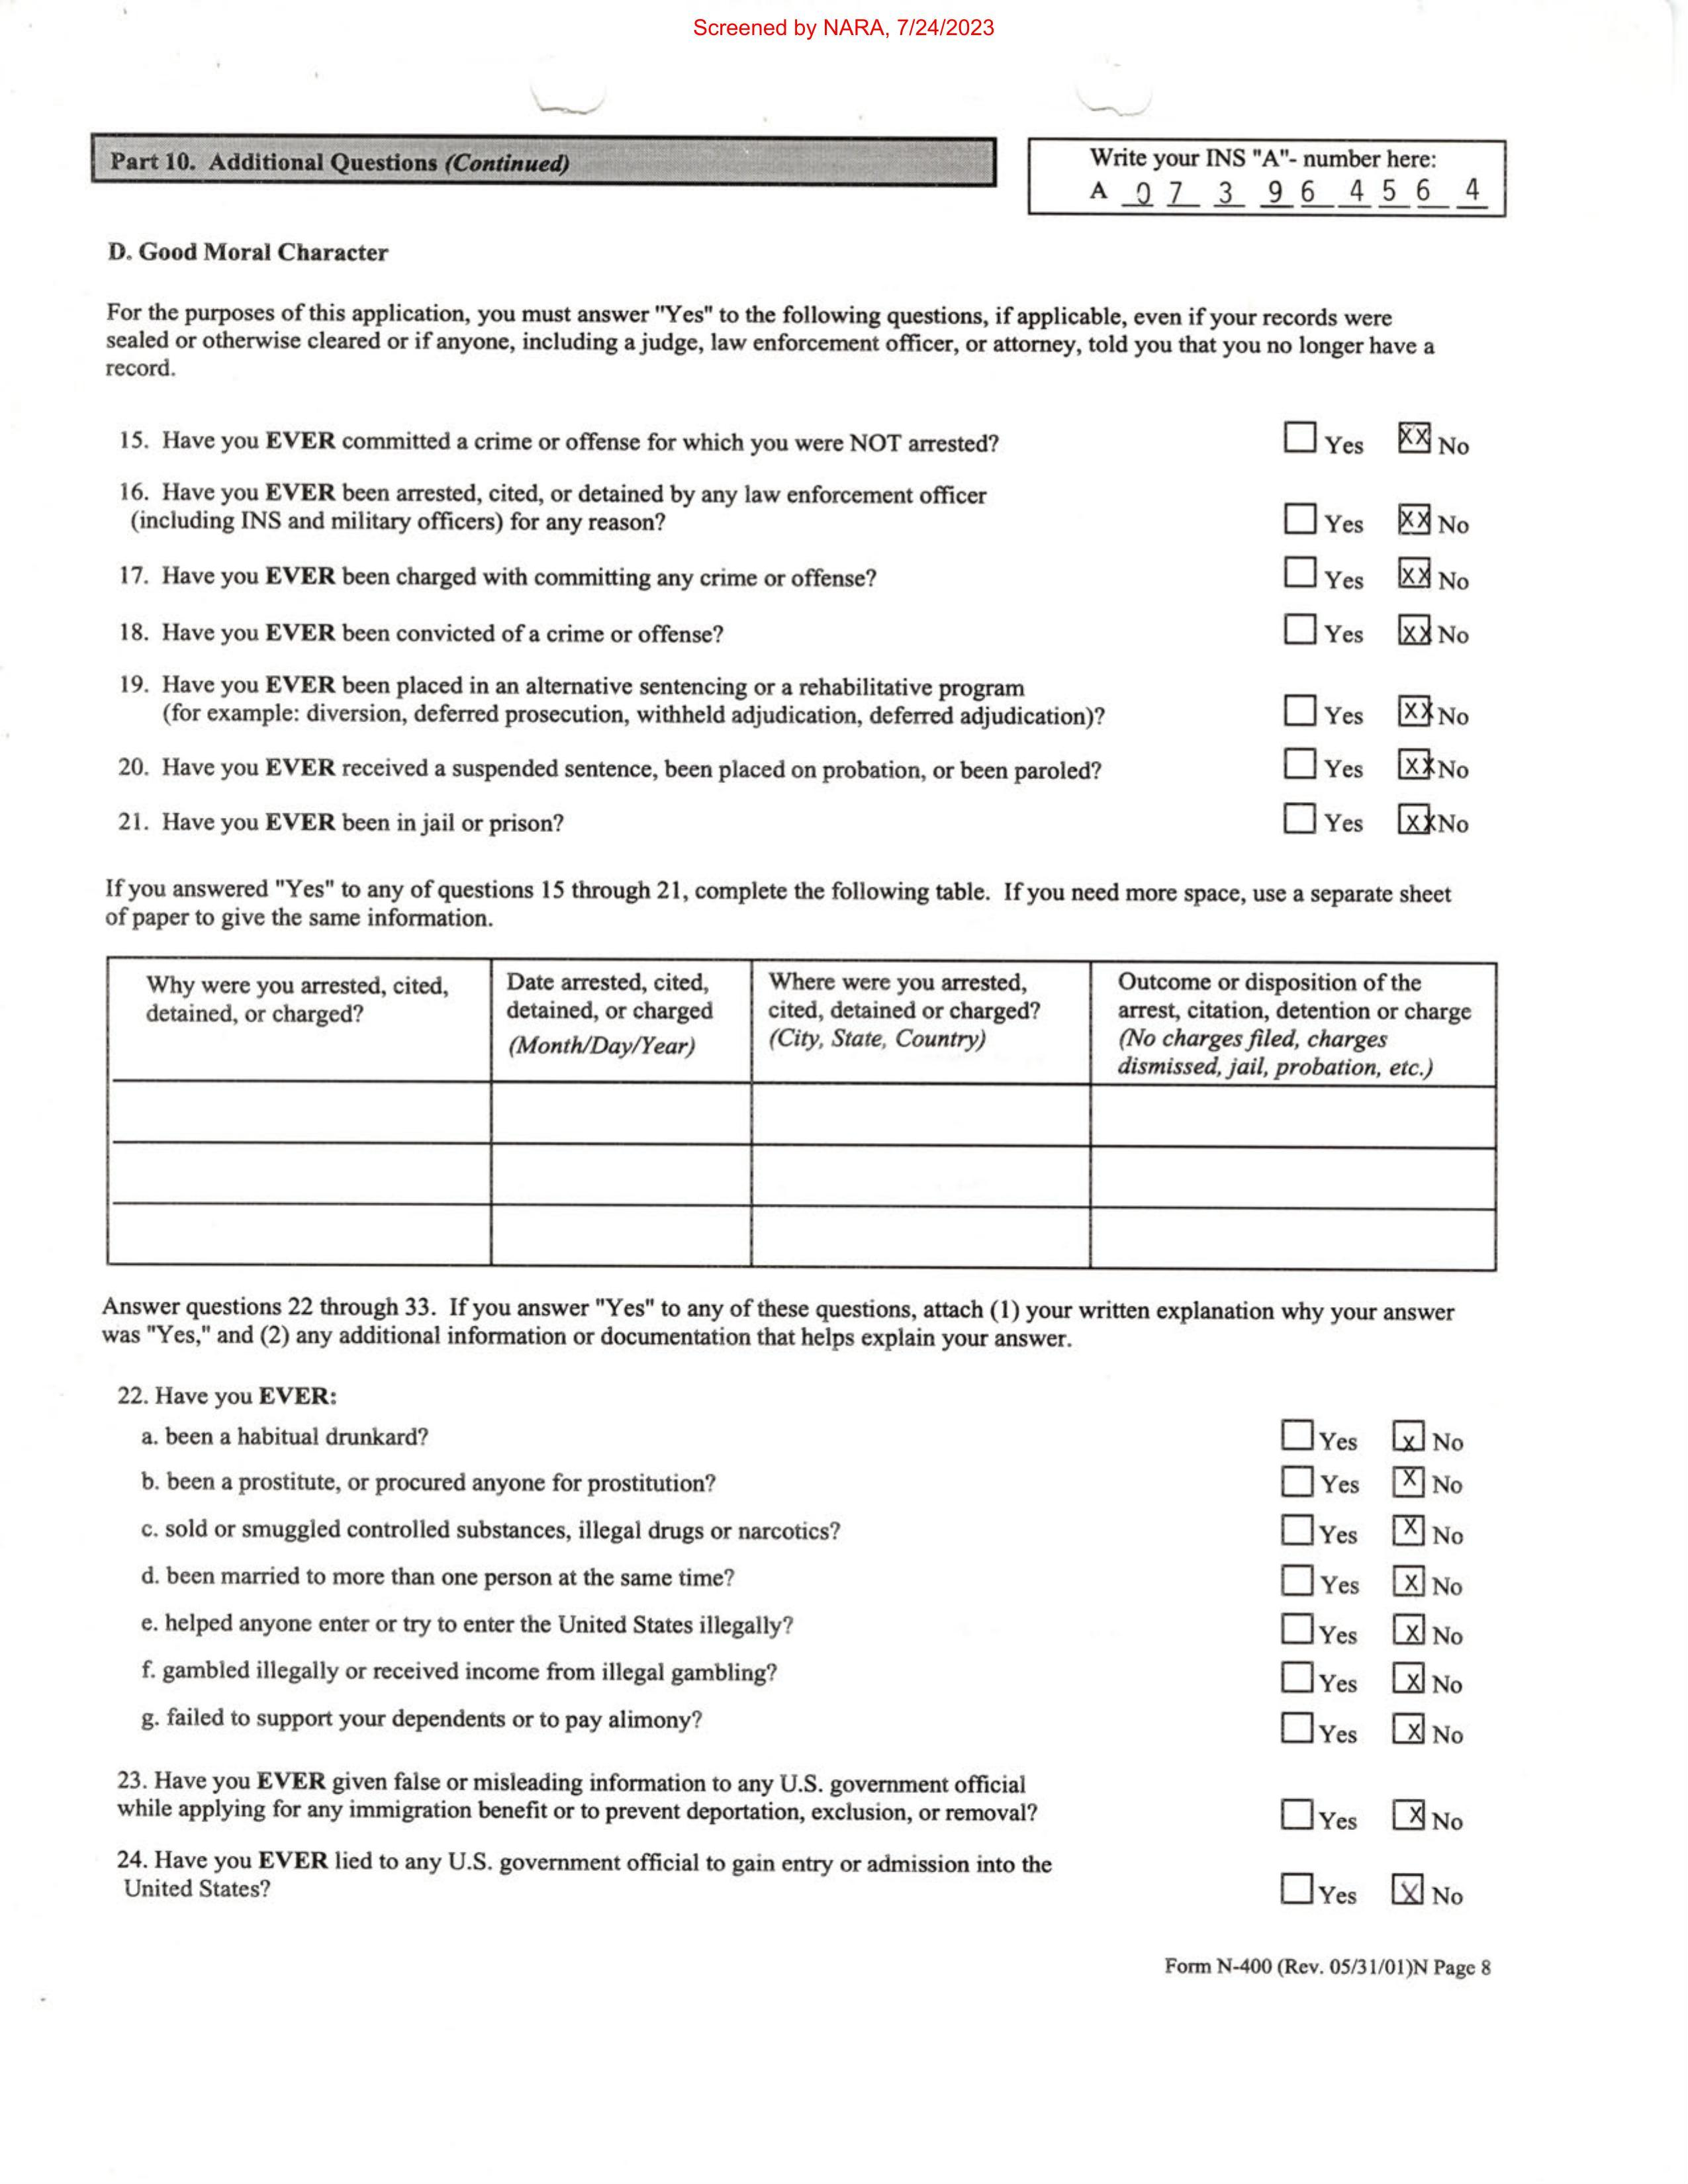 Screened by NARA, 7/24/2023
Part 10. Additional Questions (Continued)
Write your INS "A"- number here:
A 0 7 3 9 6 4 5 6 4
D. Good Moral Character
For the purposes of this application, you must answer "Yes" to the following questions, if applicable, even if your records were
sealed or otherwise cleared or if anyone, including a judge, law enforcement officer, or attorney, told you that you no longer have a
record.
15. Have you EVER committed a crime or offense for which you were NOT arrested? Yes XX No
16. Have you EVER been arrested, cited, or detained by any law enforcement officer
(including INS and military officers) for any reason? Yes XX No
17. Have you EVER been charged with committing any crime or offense? Yes XX No
18. Have you EVER been convicted of a crime or offense? Yes XX No
19. Have you EVER been placed in an alternative sentencing or a rehabilitative program
(for example: diversion, deferred prosecution, withheld adjudication, deferred adjudication)? Yes XX No
20. Have you EVER received a suspended sentence, been placed on probation, or been paroled? Yes XX No
21. Have you EVER been in jail or prison? Yes XX No
If you answered "Yes" to any of questions 15 through 21, complete the following table. If you need more space, use a separate sheet
of paper to give the same information.
Why were you arrested, cited,
detained, or charged?
Date arrested, cited,
detained, or charged
(Month/Day/Year)
Where were you arrested,
cited, detained or charged?
(City, State, Country)
Outcome or disposition of the
arrest, citation, detention or charge
(No charges filed, charges
dismissed, jail, probation, etc.)
Answer questions 22 through 33. If you answer "Yes" to any of these questions, attach (1) your written explanation why your answer
was "Yes," and (2) any additional information or documentation that helps explain your answer.
22. Have you EVER:
a. been a habitual drunkard? Yes X No
b. been a prostitute, or procured anyone for prostitution? Yes X No
c. sold or smuggled controlled substances, illegal drugs or narcotics? Yes X No
d. been married to more than one person at the same time? Yes X No
e. helped anyone enter or try to enter the United States illegally? Yes X No
f. gambled illegally or received income from illegal gambling? Yes X No
g. failed to support your dependents or to pay alimony? Yes X No
23. Have you EVER given false or misleading information to any U.S. government official
while applying for any immigration benefit or to prevent deportation, exclusion, or removal? Yes X No
24. Have you EVER lied to any U.S. government official to gain entry or admission into the
United States? Yes X No
Form N-400 (Rev. 05/31/01)N Page 8